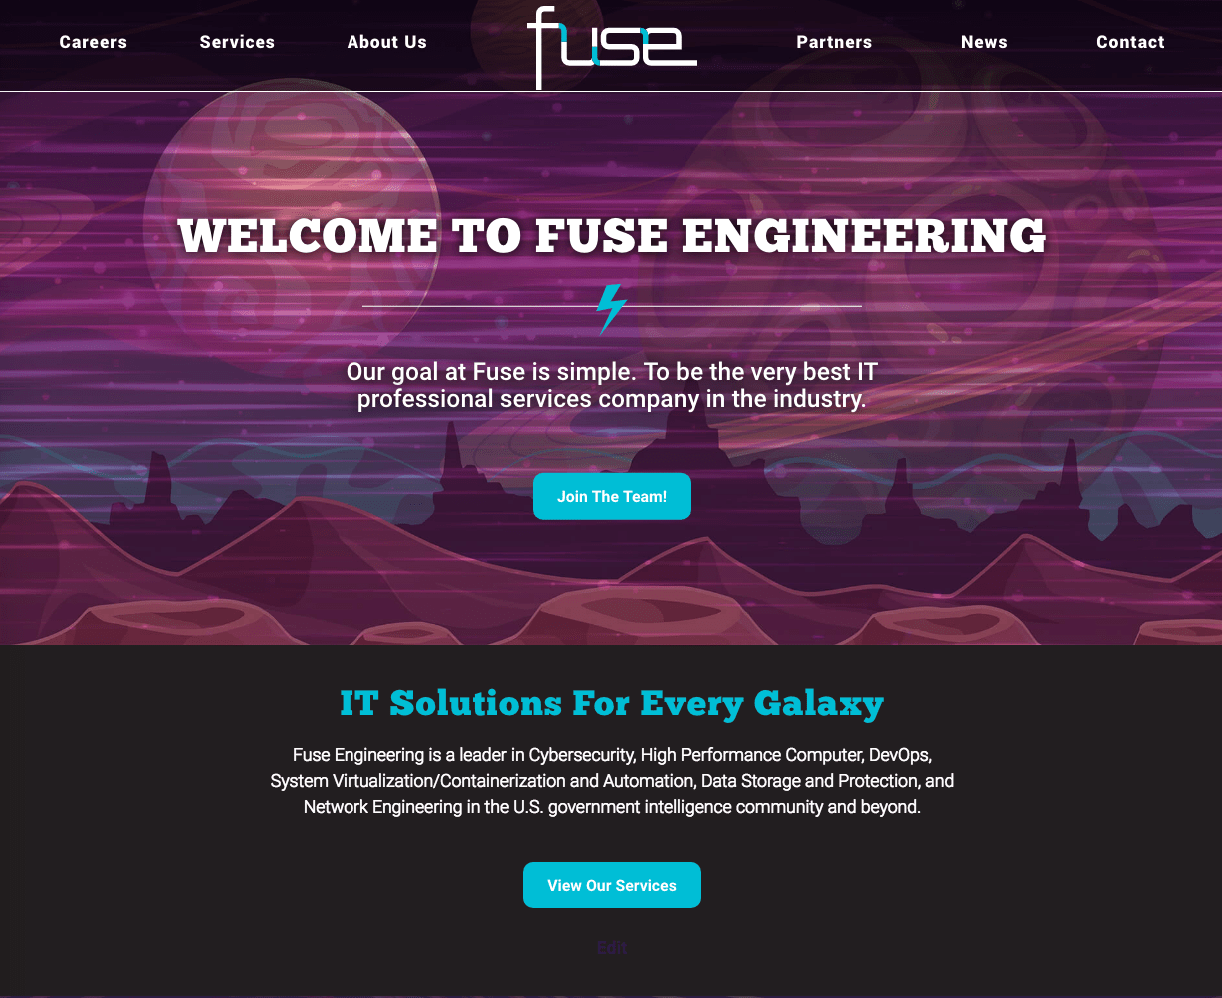 Careers Services About Us fuse Partners News Contact
WELCOME TO FUSE ENGINEERING
Our goal at Fuse is simple. To be the very best IT
professional services company in the industry.
Join The Team!
IT Solutions For Every Galaxy
Fuse Engineering is a leader in Cybersecurity, High Performance Computer, DevOps,
System Virtualization/Containerization and Automation, Data Storage and Protection, and
Network Engineering in the U.S. government intelligence community and beyond.
View Our Services
Edit